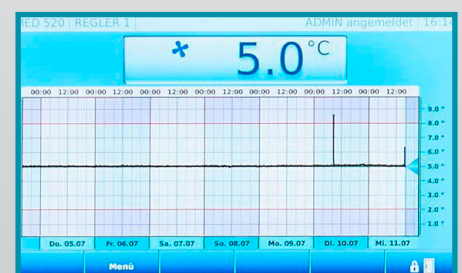 MED 520 | REGLER 1 | ADMIN angemeldet | 16:1
5.0°C
00:00 12:00 00:00 12:00 00:00 12:00 00:00 12:00 00:00 12:00 00:00 12:00 00:00 12:00
9.0 °
8.0 °
7.0 °
6.0 °
5.0 °
4.0 °
3.0 °
2.0 °
1.0 °
Do. 05.07 Fr. 06.07 Sa. 07.07 So. 08.07 Mo. 09.07 Di. 10.07 Mi. 11.07
Menü